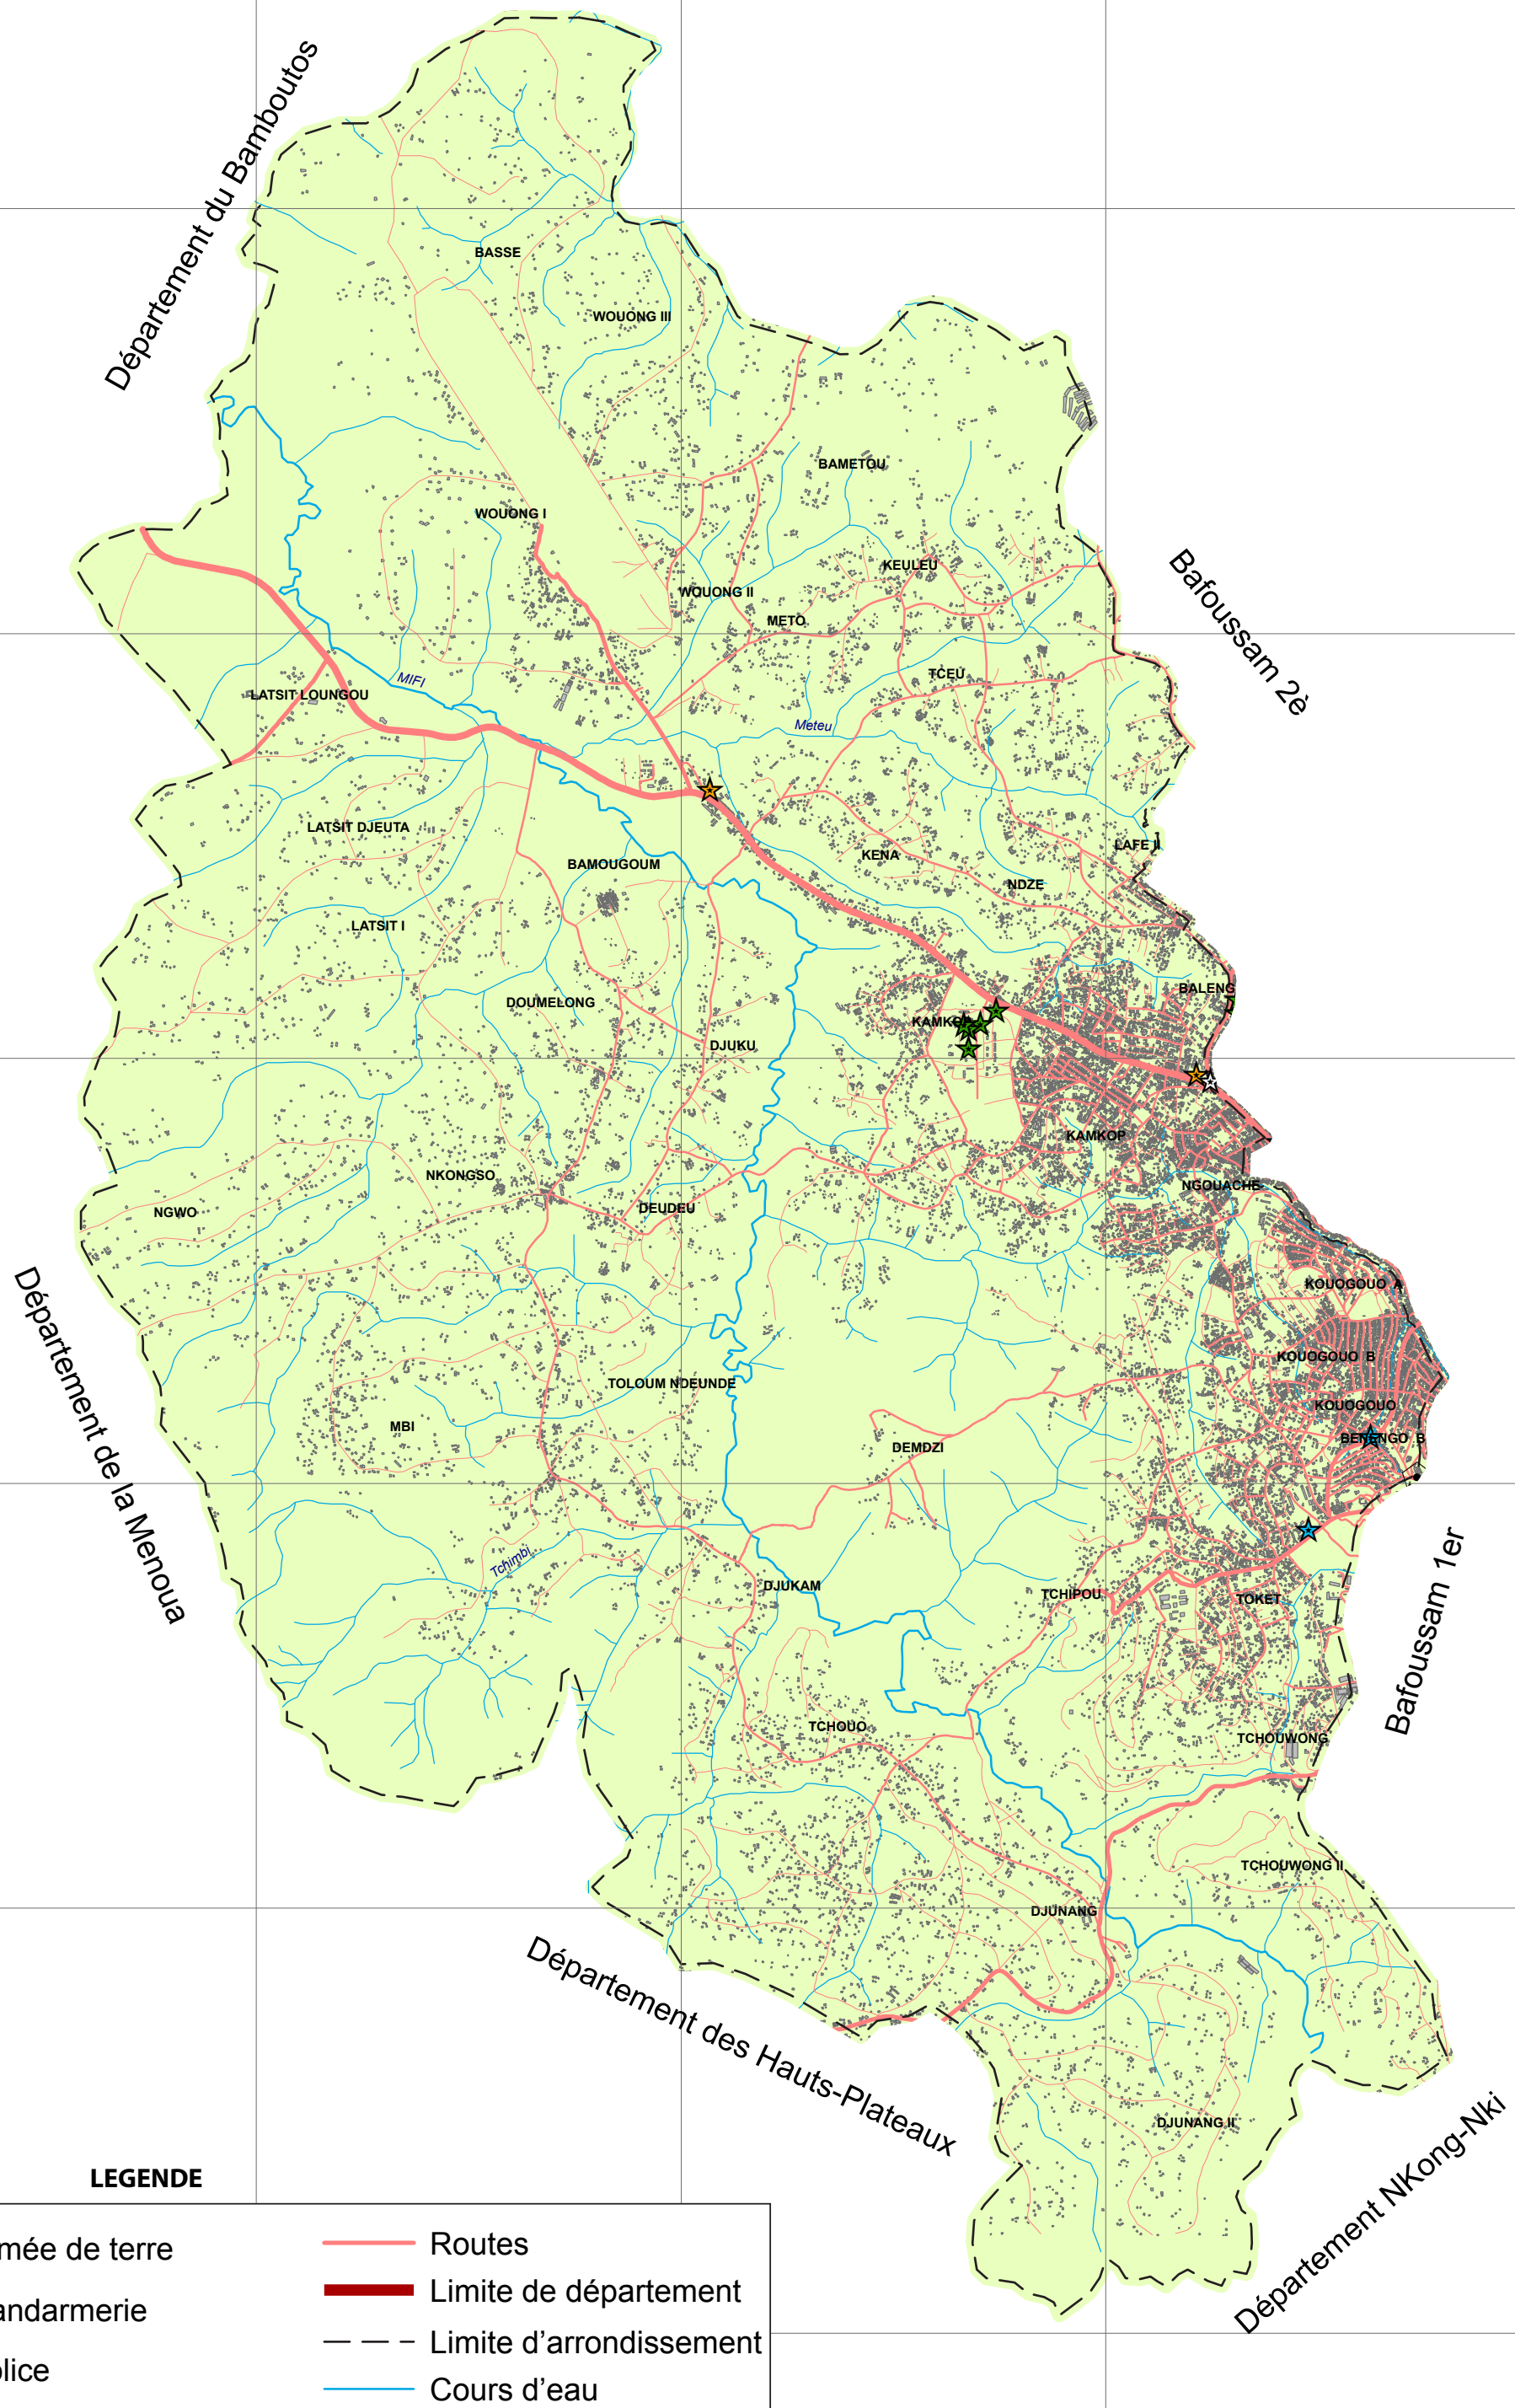 Département du Bamboutos
BASSE
WOUONG III
BAMETOU
WOUONG I
KEULEU
Bafoussam 2è
WOUONG II
METO
TCEU
MIFI
LATSIT LOUNGOU
Meteu
LATSIT DJEUTA
BAMOUGOUM
KENA
LAFE II
NDZE
LATSIT I
BALENG
DOUMELONG
DJUKU
KAMKOP
NKONGSO
NGOUACHE
DEUDEU
NGWO
Département de la Menoua
KOUOGOUO A
KOUOGOUO B
TOLOUM NDEUNDE
KOUOGOUO
MBI
DEMDZI
Bafoussam 1er
Tchimbi
DJUKAM
TCHIPOU
TOKET
TCHOUO
TCHOUWONG
TCHOUWONG II
DJUNANG
Département des Hauts-Plateaux
DJUNANG II
Département NKong-Nki
LEGENDE
mée de terre
andarmerie
lice
Routes
Limite de département
Limite d'arrondissement
Cours d'eau